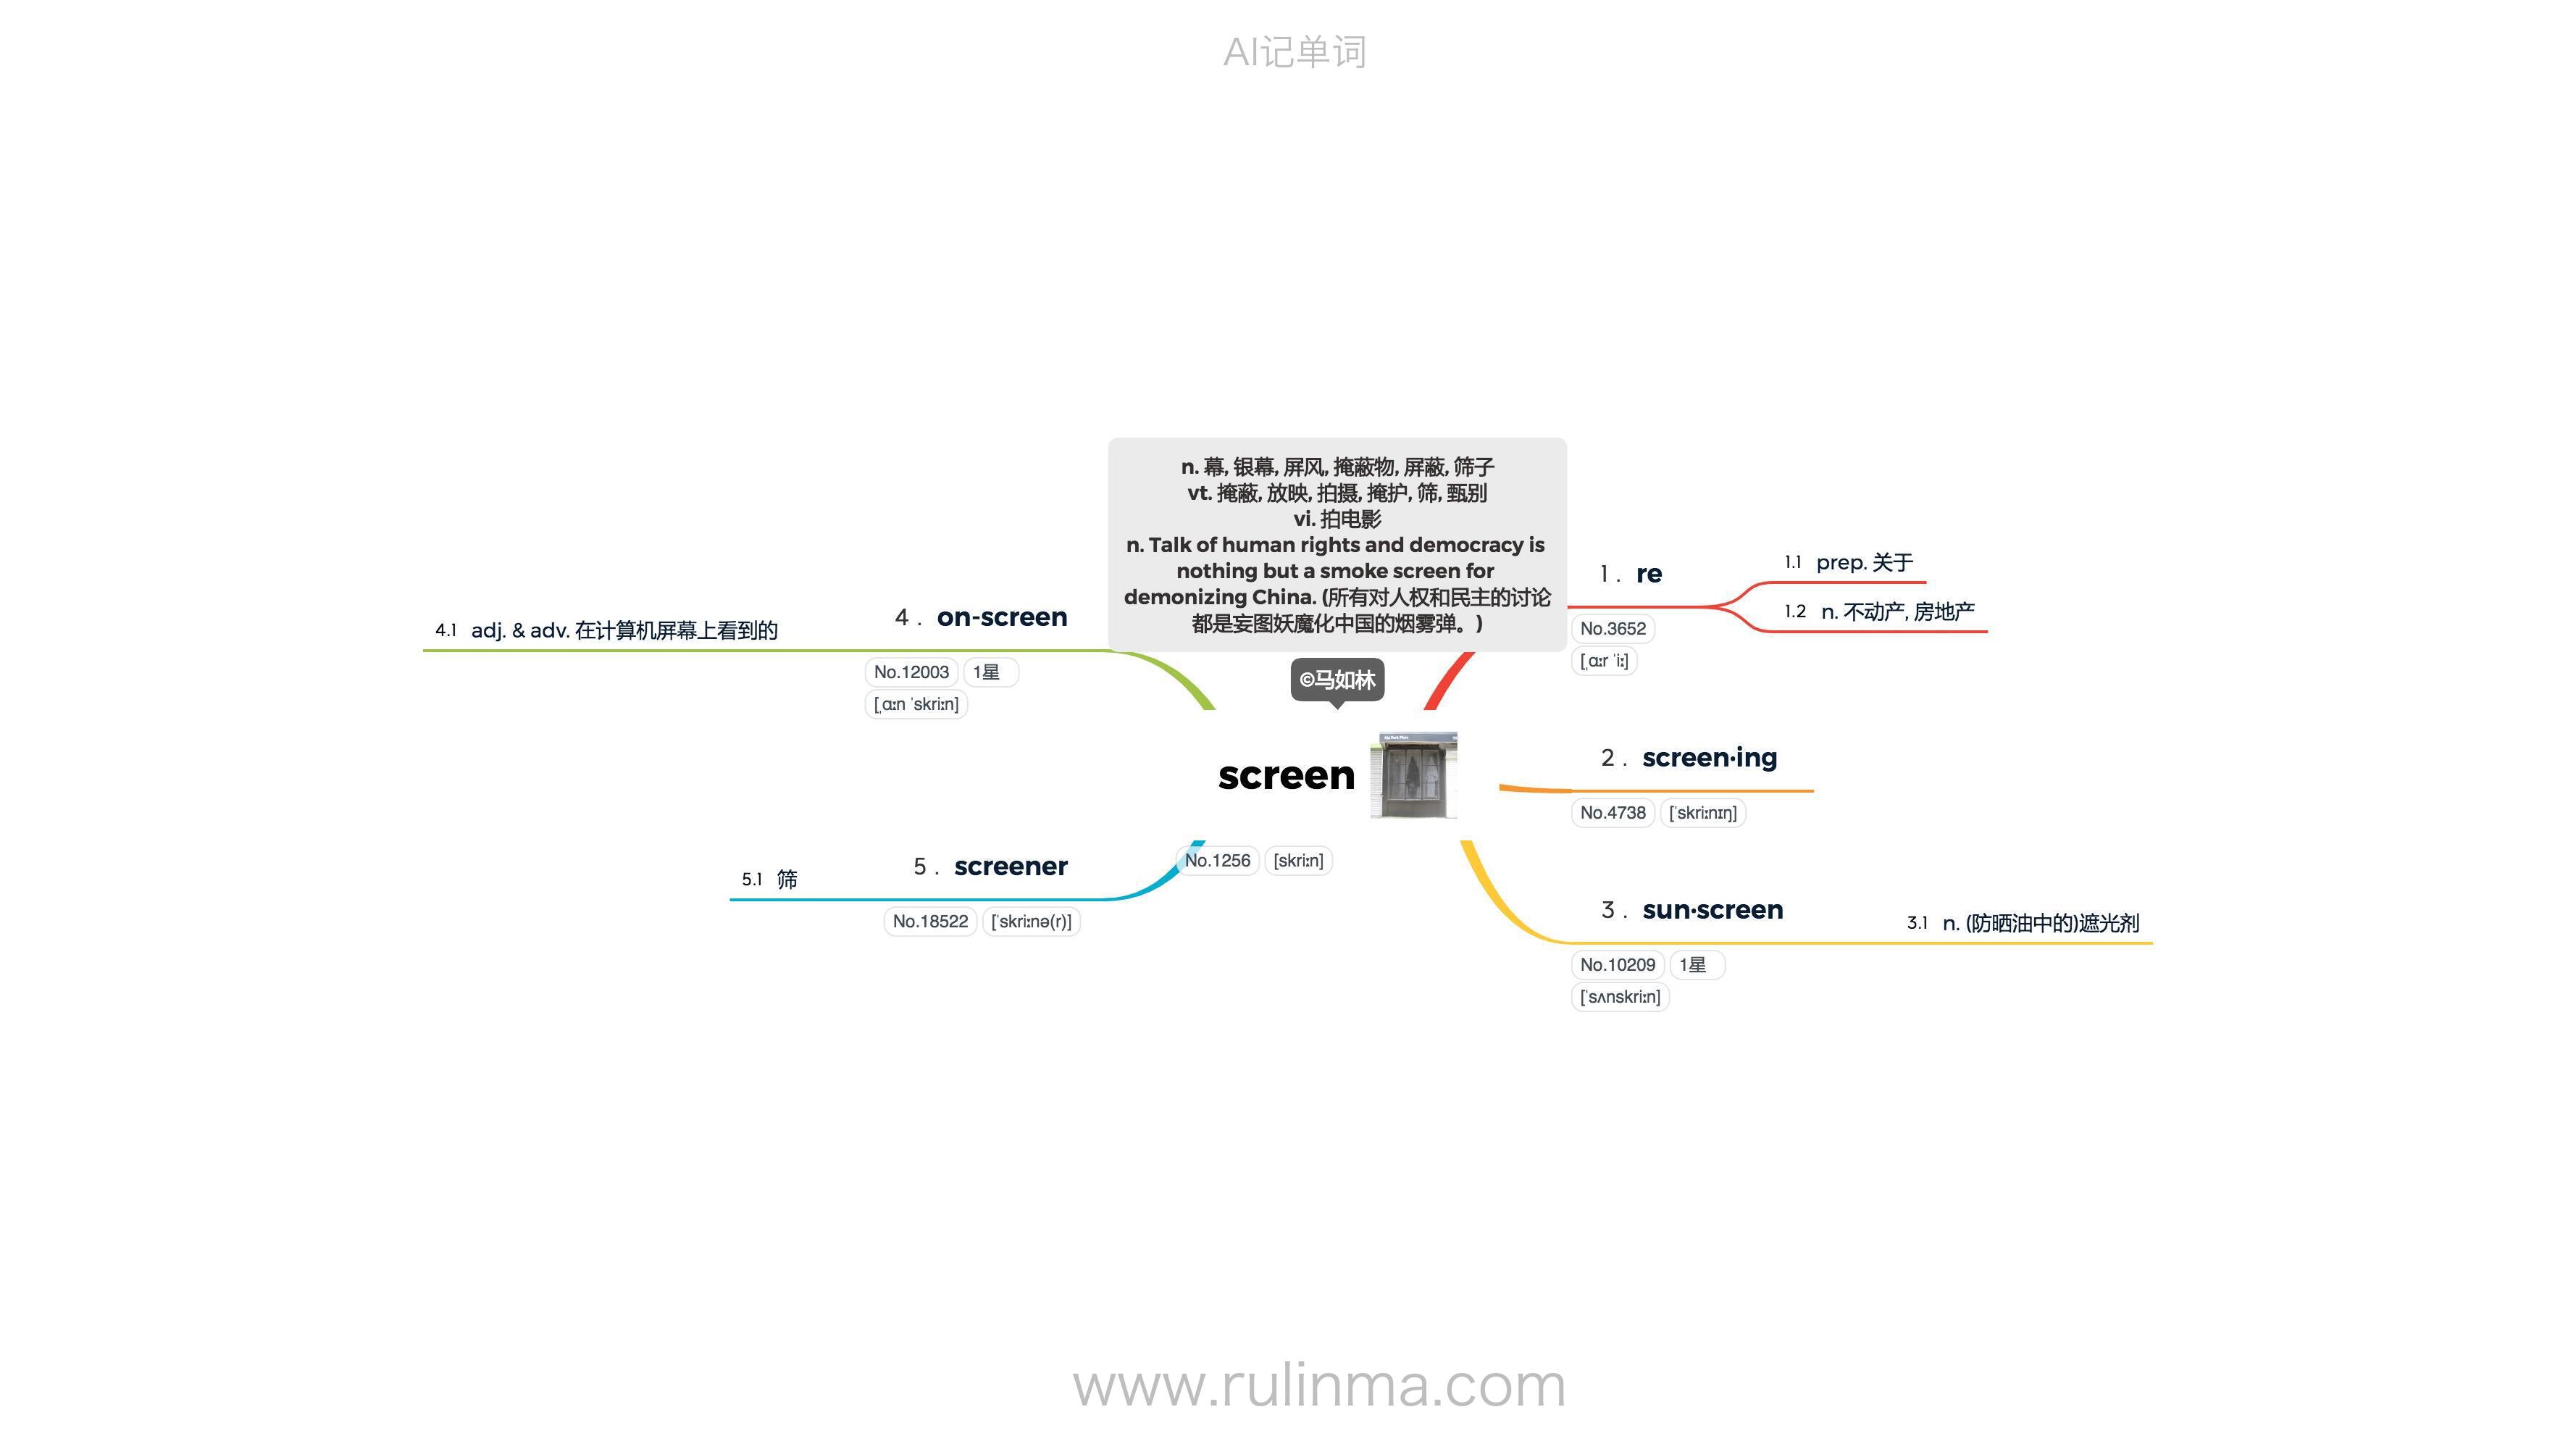 AI记单词
n. 幕, 银幕, 屏风, 掩蔽物, 屏蔽, 筛子
vt. 掩蔽, 放映, 拍摄, 掩护, 筛, 甄别
vi. 拍电影
n. Talk of human rights and democracy is
nothing but a smoke screen for
demonizing China. (所有对人权和民主的讨论
都是妄图妖魔化中国的烟雾弹。)
©马如林
screen
No.1256 [skriːn]
1. re
No.3652
[ˌɑːr ˈiː]
1.1 prep. 关于
1.2 n. 不动产, 房地产
2. screen·ing
No.4738 [ˈskriːnɪŋ]
3. sun·screen
No.10209 1星
[ˈsʌnskriːn]
3.1 n. (防晒油中的)遮光剂
4. on-screen
No.12003 1星
[ˌɑːn ˈskriːn]
4.1 adj. & adv. 在计算机屏幕上看到的
5. screener
No.18522 [ˈskriːnə(r)]
5.1 筛
www.rulinma.com